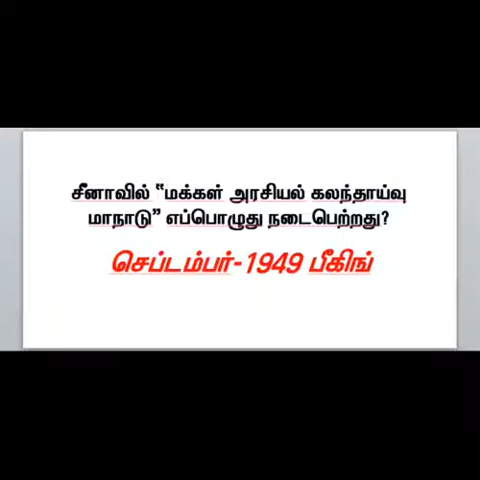 சீனாவில் “மக்கள் அரசியல் கலந்தாய்வு
மாநாடு” எப்பொழுது நடைபெற்றது?
செப்டம்பர்-1949 பீகிங்